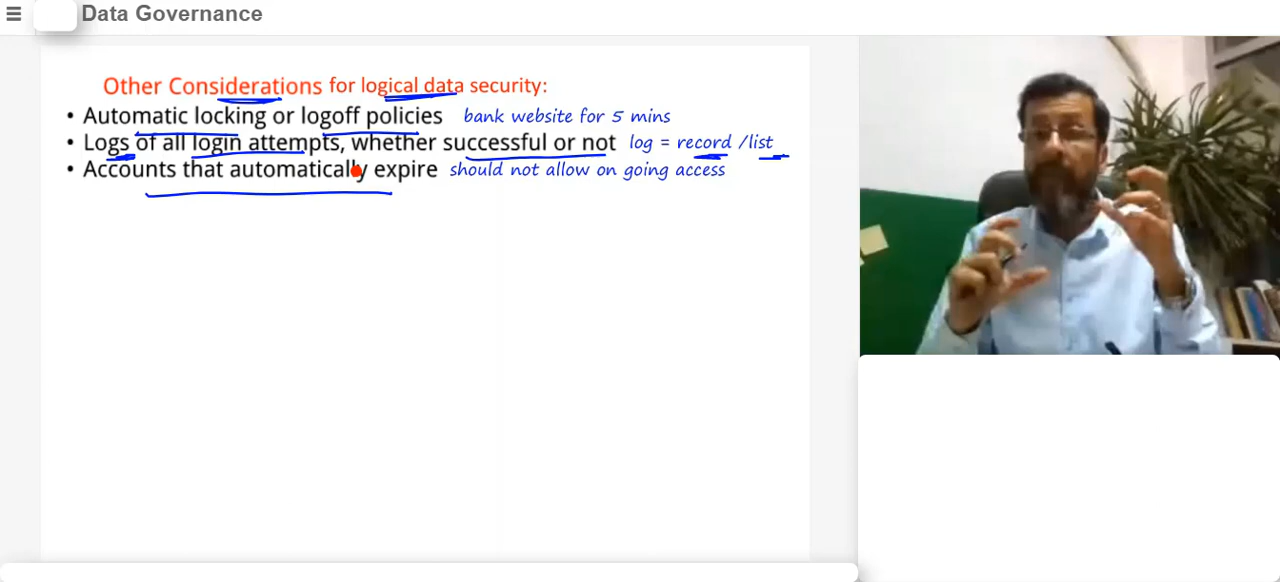 Data Governance
Other Considerations for logical data security:
• Automatic locking or logoff policies bank website for 5 mins
• Logs of all login attempts, whether successful or not log = record /list
• Accounts that automatically expire should not allow on going access